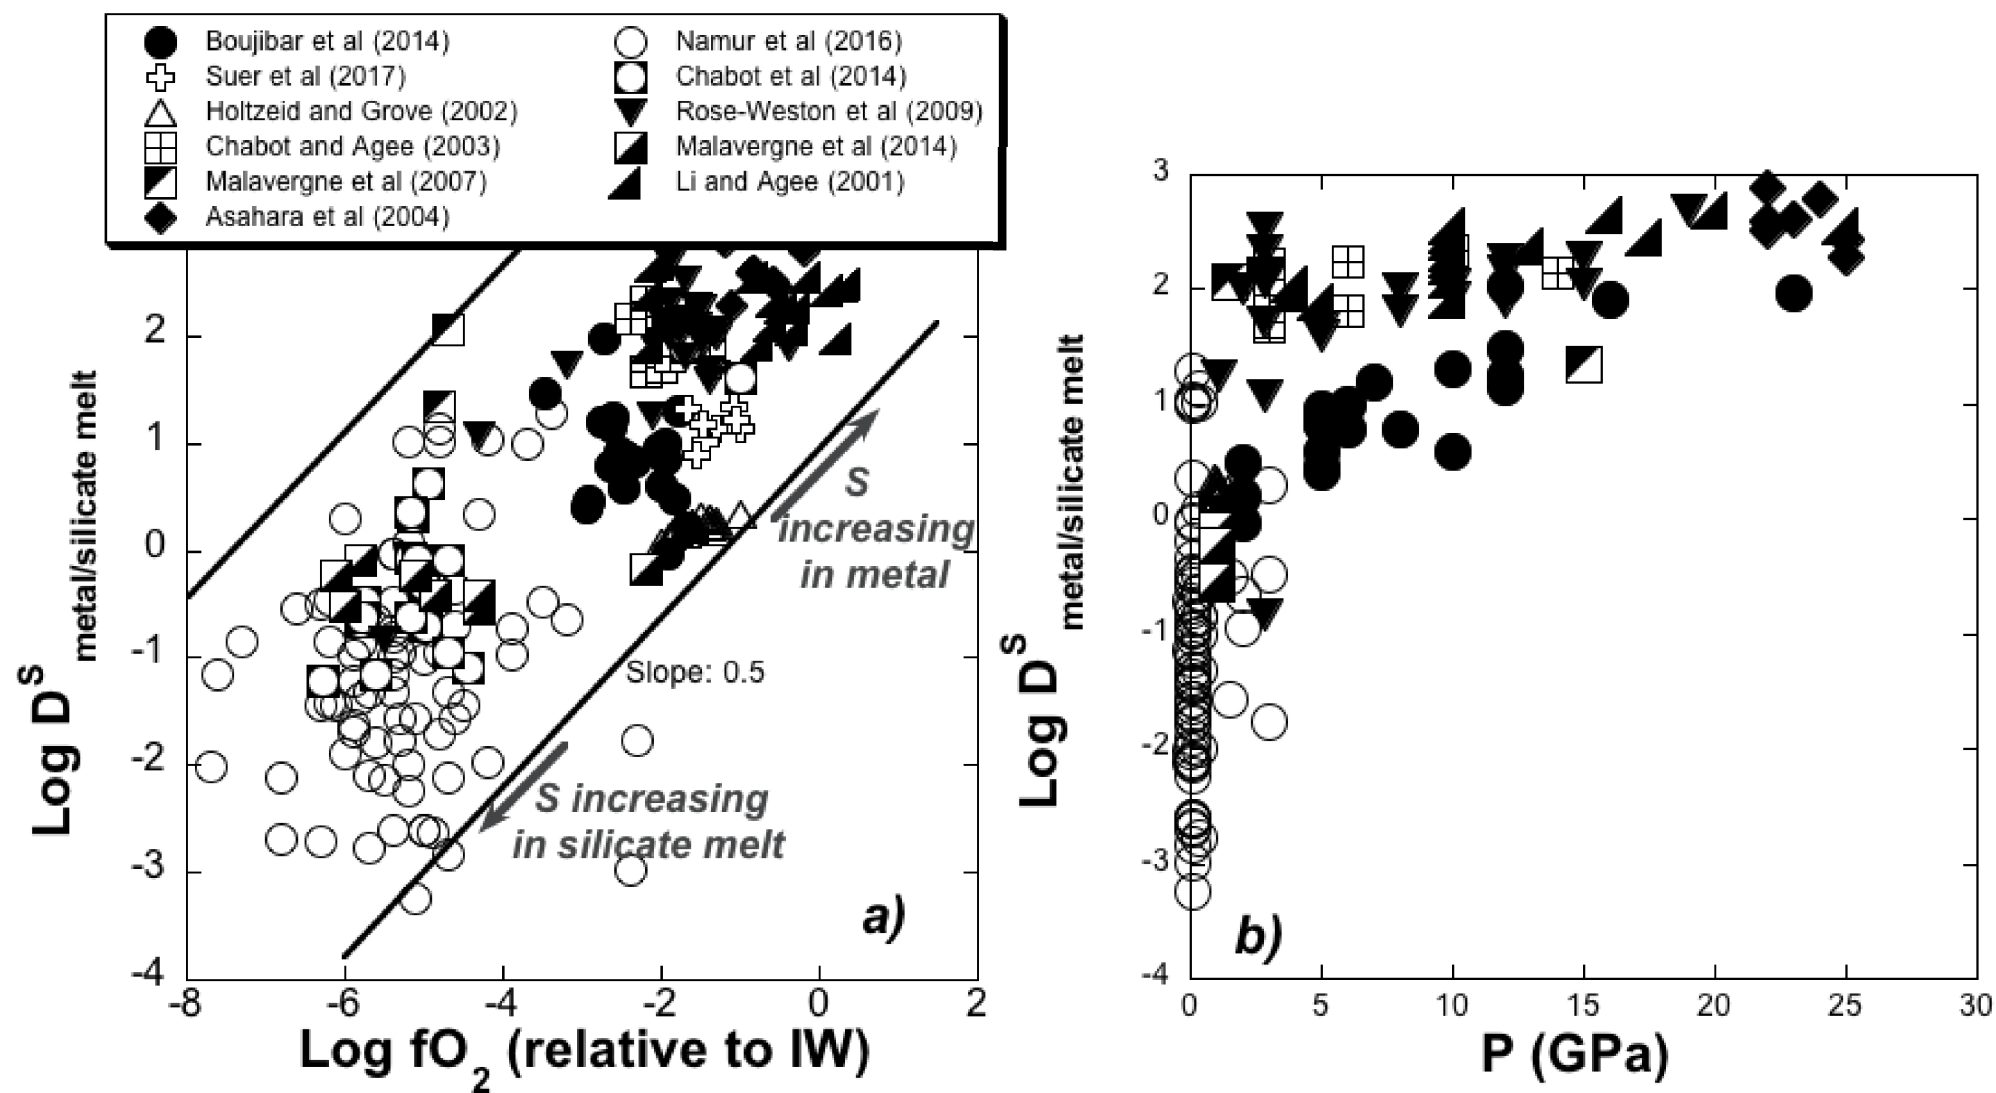 Boujibar et al (2014)
Suer et al (2017)
Holtzeid and Grove (2002)
Chabot and Agee (2003)
Malavergne et al (2007)
Asahara et al (2004)
Namur et al (2016)
Chabot et al (2014)
Rose-Weston et al (2009)
Malavergne et al (2014)
Li and Agee (2001)
Log D^S metal/silicate melt
2
1
0
-1
-2
-3
-4
-8
-6
-4
-2
0
2
Log fO2 (relative to IW)
S
increasing
in metal
Slope: 0.5
S increasing
in silicate melt
a)
Log D^S metal/silicate melt
3
2
1
0
-1
-2
-3
-4
0
5
10
15
20
25
30
P (GPa)
b)